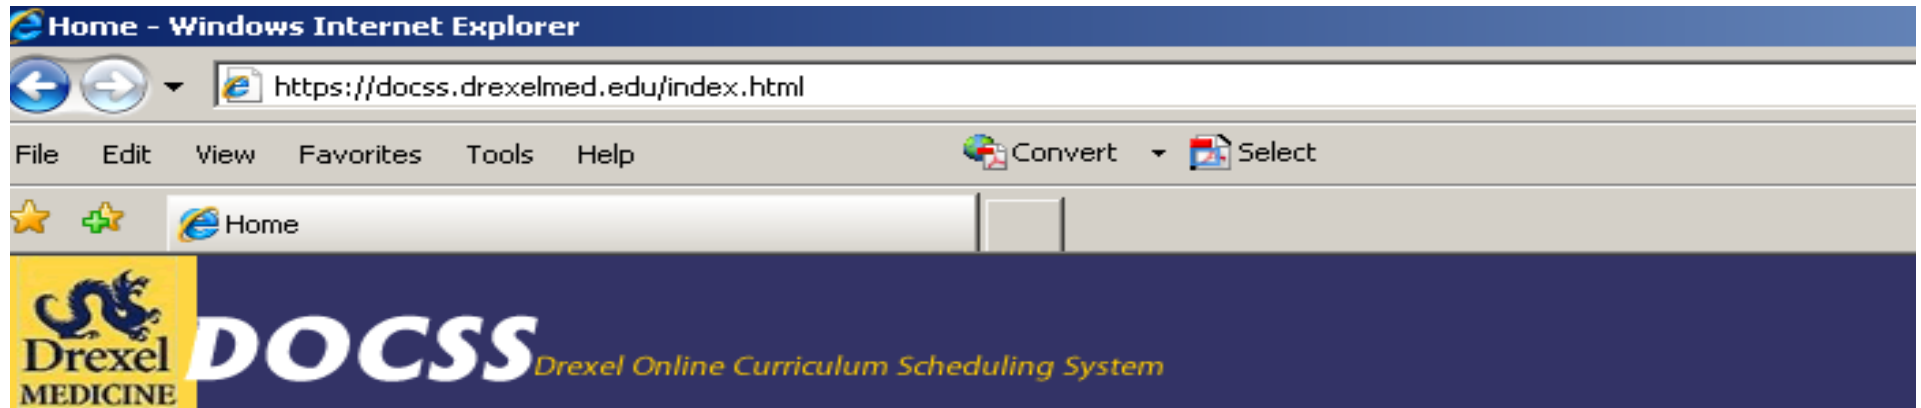 Home - Windows Internet Explorer
https://docss.drexelmed.edu/index.html
File Edit View Favorites Tools Help Convert Select
Home
Drexel
MEDICINE
DOCSS Drexel Online Curriculum Scheduling System